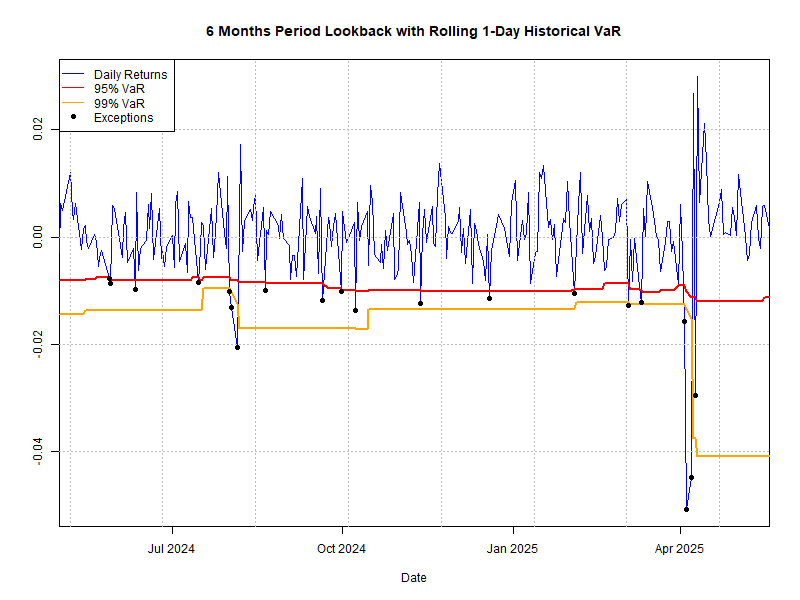 6 Months Period Lookback with Rolling 1-Day Historical VaR
Daily Returns
95% VaR
99% VaR
Exceptions
0.02
0.00
-0.02
-0.04
Jul 2024
Oct 2024
Jan 2025
Apr 2025
Date